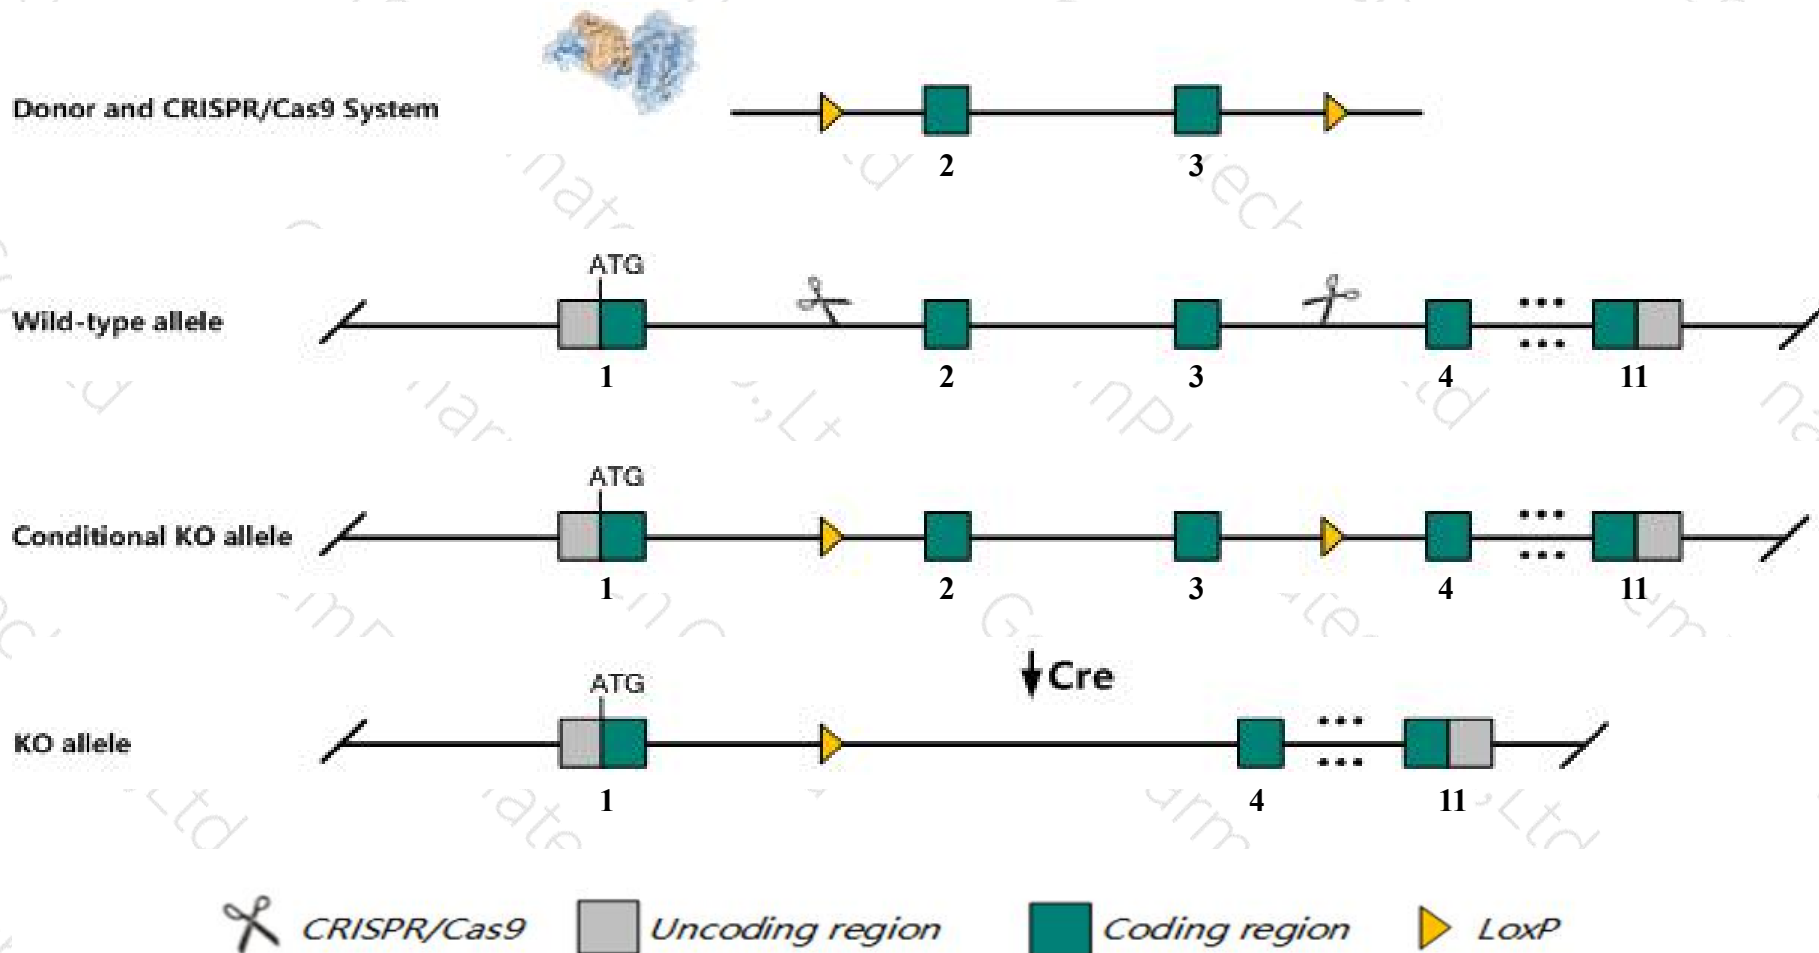 Donor and CRISPR/Cas9 System
2 3
ATG
Wild-type allele
1 2 3 4 11
ATG
Conditional KO allele
1 2 3 4 11
Cre
ATG
KO allele
1 4 11
CRISPR/Cas9 Uncoding region Coding region LoxP